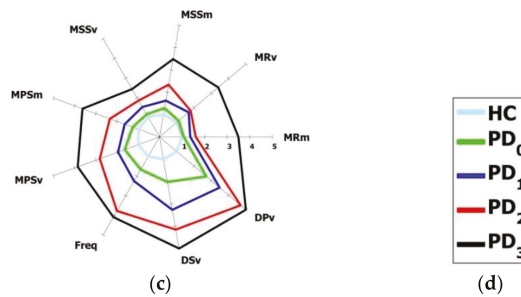 MSSm
MSSv
MRv
MPSm
MRm
1 2 3 4 5
MPSv
DPv
Freq
DSv
(c)
HC
PD0
PD1
PD2
PD3
(d)